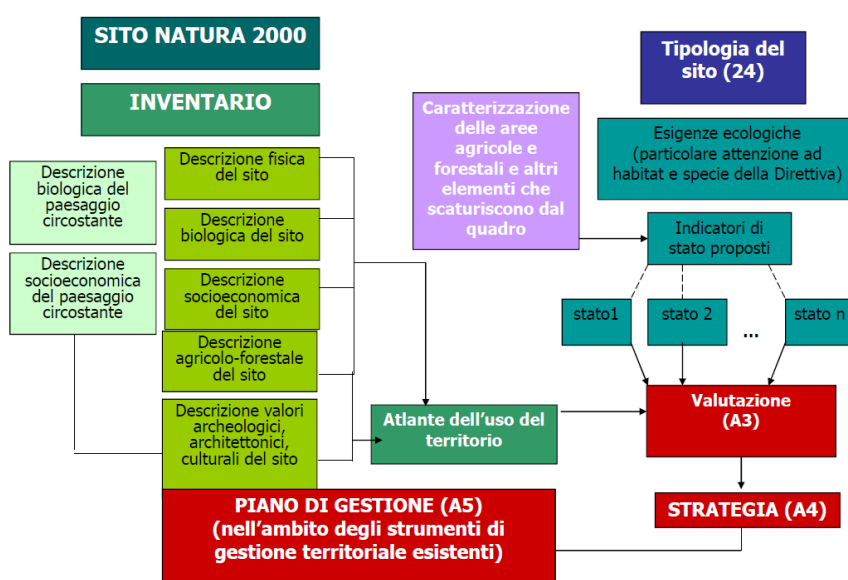 SITO NATURA 2000
INVENTARIO
Descrizione
biologica del
paesaggio
circostante
Descrizione
socioeconomica
del paesaggio
circostante
Descrizione fisica
del sito
Descrizione
biologica del sito
Descrizione
socioeconomica
del sito
Descrizione
agricolo-forestale
del sito
Descrizione valori
archeologici,
architettonici,
culturali del sito
Atlante dell'uso del
territorio
Caratterizzazione
delle aree
agricole e
forestali e altri
elementi che
scaturiscono dal
quadro
Tipologia del
sito (24)
Esigenze ecologiche
(particolare attenzione ad
habitat e specie della Direttiva)
Indicatori di
stato proposti
stato1
stato 2
...
stato n
Valutazione
(A3)
STRATEGIA (A4)
PIANO DI GESTIONE (A5)
(nell'ambito degli strumenti di
gestione territoriale esistenti)